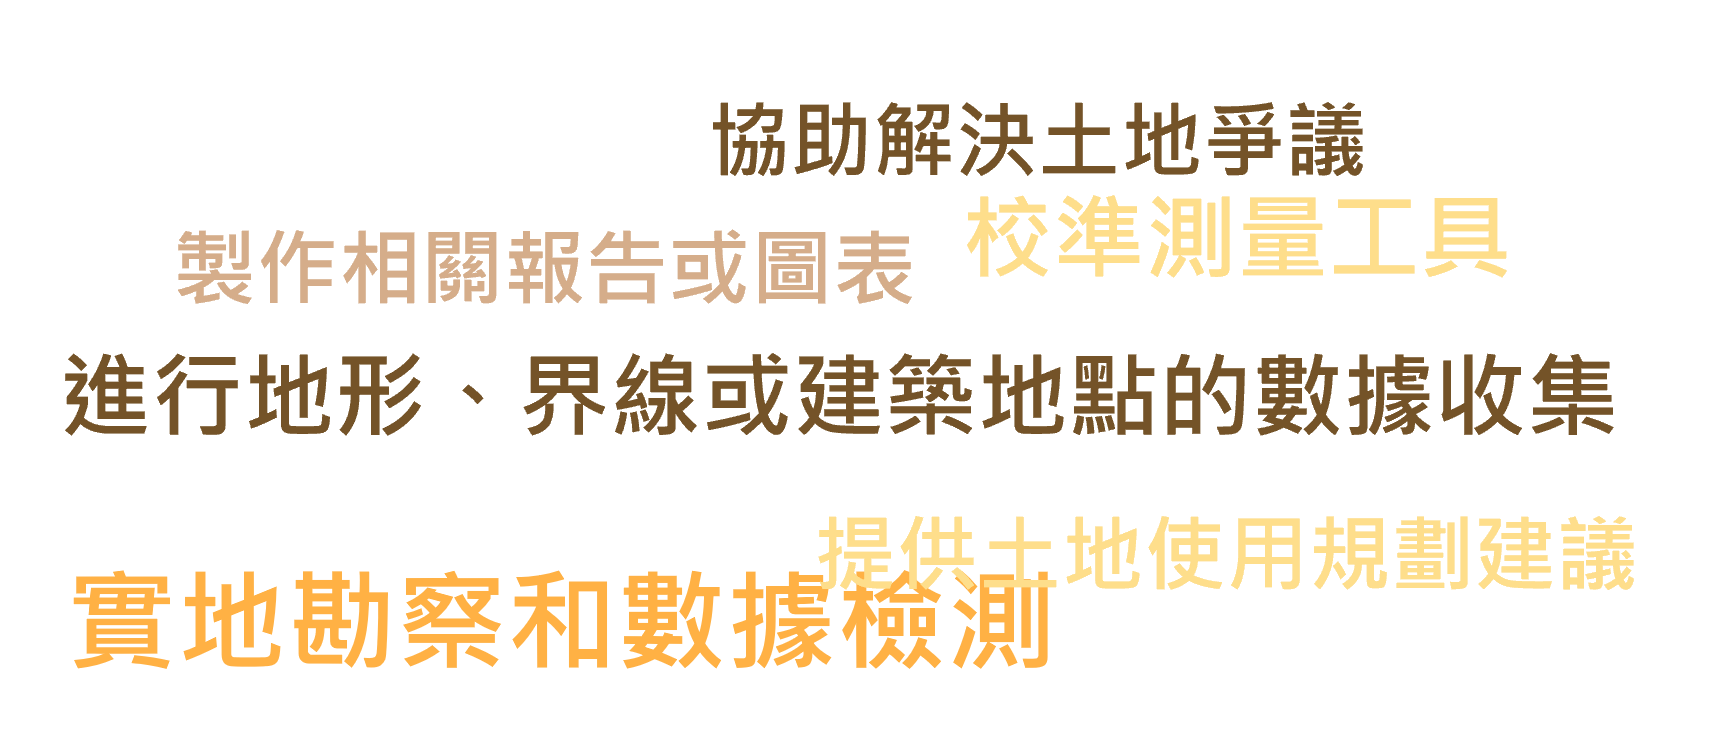 協助解決土地爭議
校準測量工具
製作相關報告或圖表
進行地形、界線或建築地點的數據收集
提供土地使用規劃建議
實地勘察和數據檢測